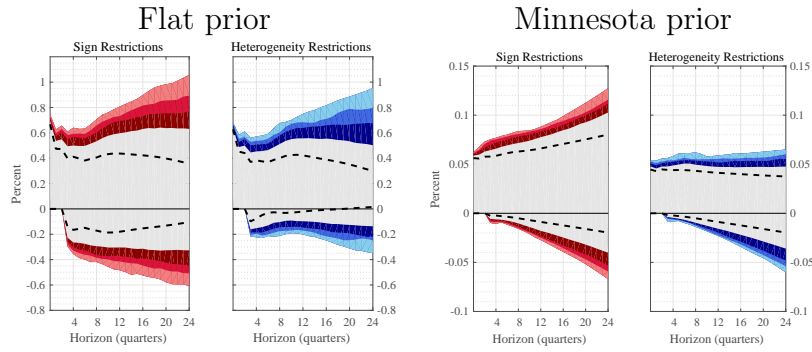 Flat prior
Minnesota prior
Sign Restrictions
Heterogeneity Restrictions
Percent
1
0.8
0.6
0.4
0.2
0
-0.2
-0.4
-0.6
-0.8
4 8 12 16 20 24
Horizon (quarters)
4 8 12 16 20 24
Horizon (quarters)
1
0.8
0.6
0.4
0.2
0
-0.2
-0.4
-0.6
-0.8
Sign Restrictions
Heterogeneity Restrictions
Percent
0.15
0.1
0.05
0
-0.05
-0.1
4 8 12 16 20 24
Horizon (quarters)
4 8 12 16 20 24
Horizon (quarters)
0.15
0.1
0.05
0
-0.05
-0.1